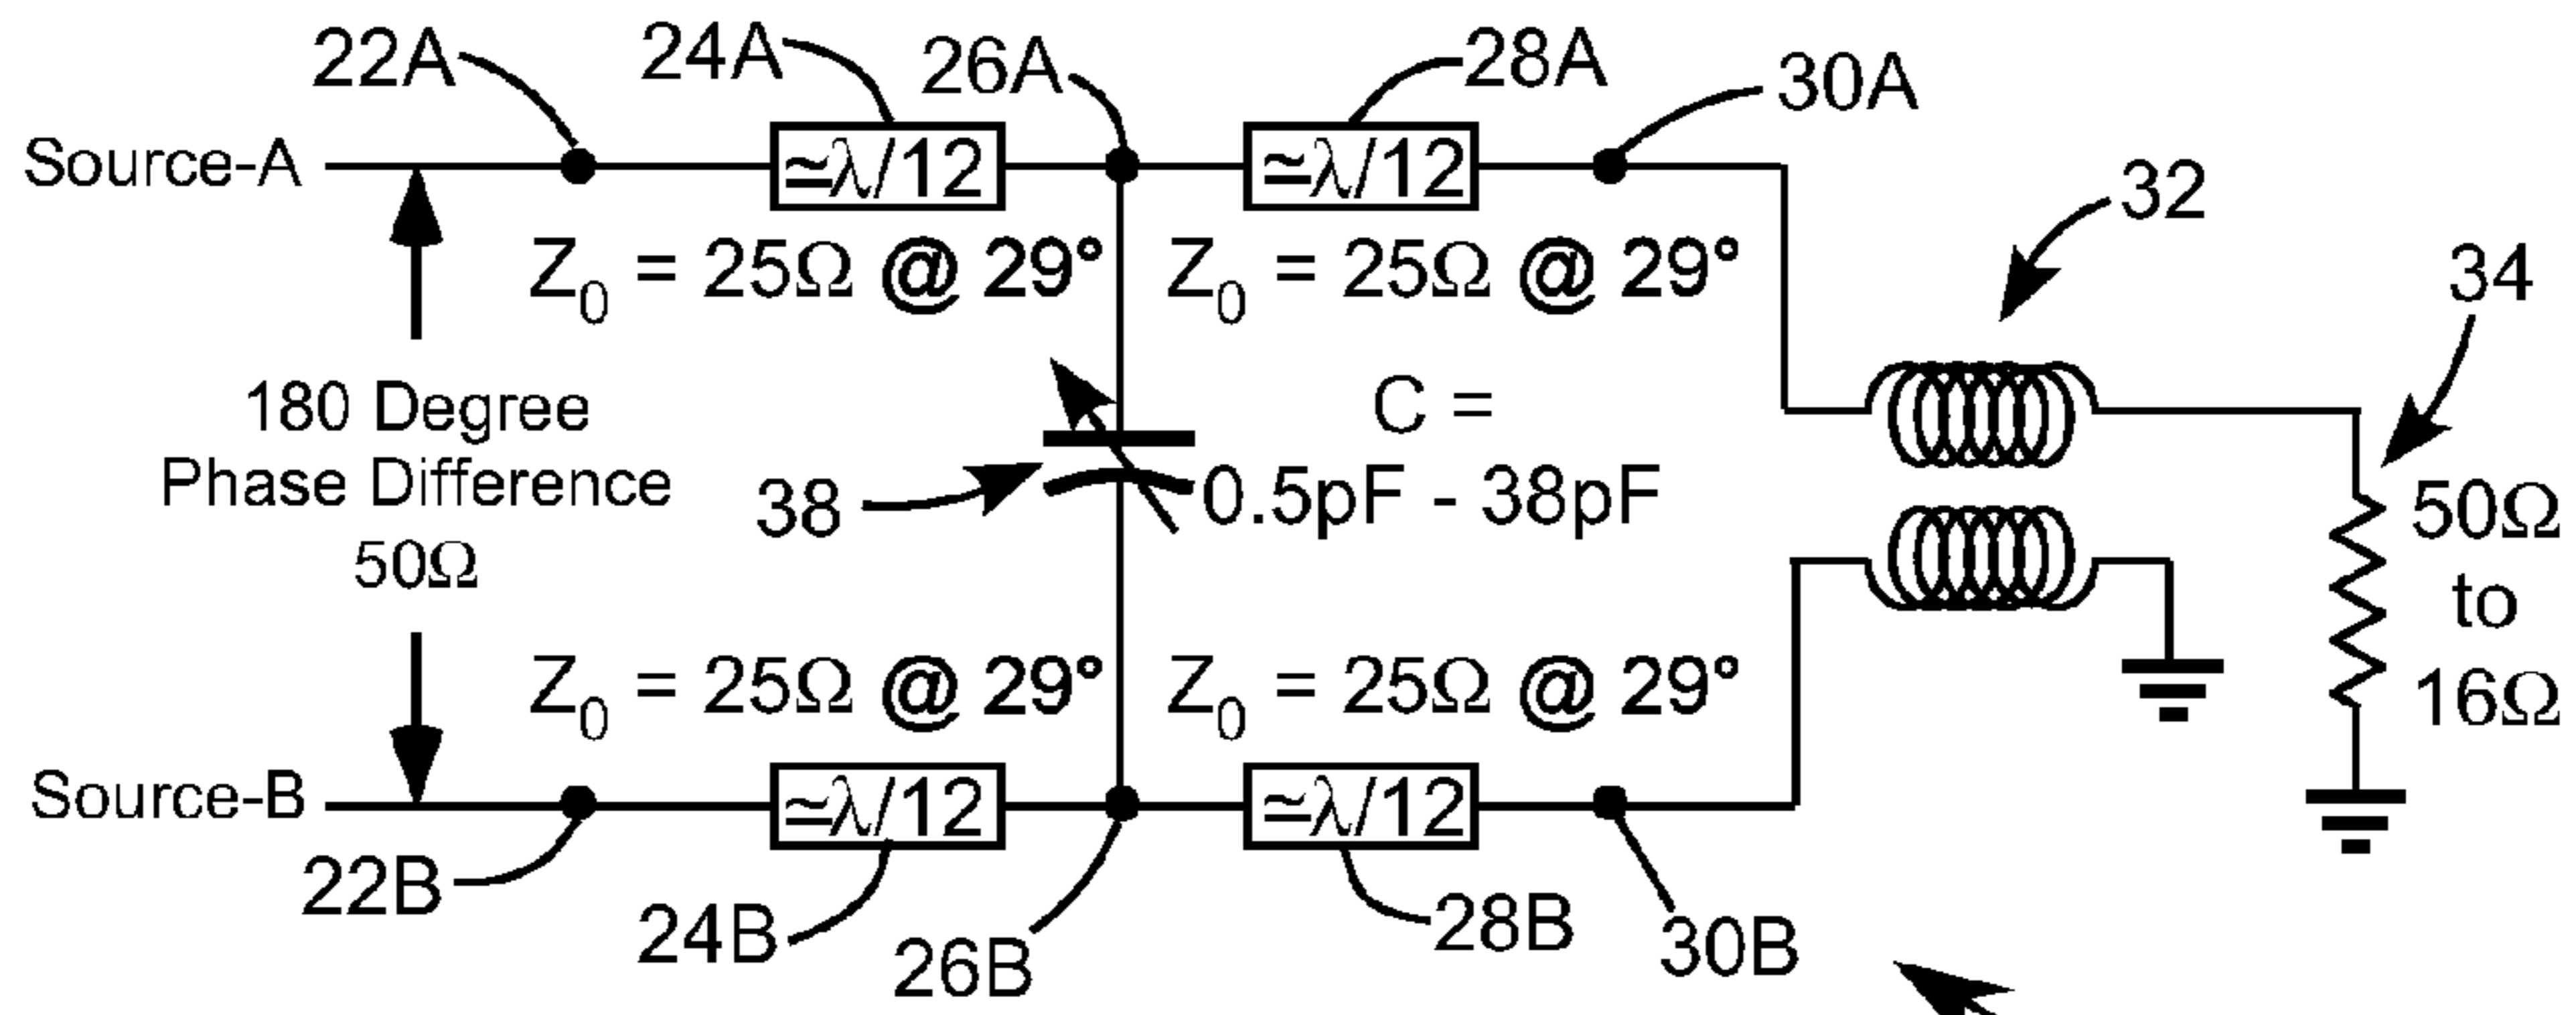 22A
24A
26A
28A
30A
Source-A
≃λ/12
≃λ/12
32
Z₀ = 25Ω @ 29°
Z₀ = 25Ω @ 29°
34
180 Degree
Phase Difference
50Ω
38
C =
0.5pF - 38pF
50Ω
to
16Ω
Z₀ = 25Ω @ 29°
Z₀ = 25Ω @ 29°
Source-B
≃λ/12
≃λ/12
22B
24B
26B
28B
30B